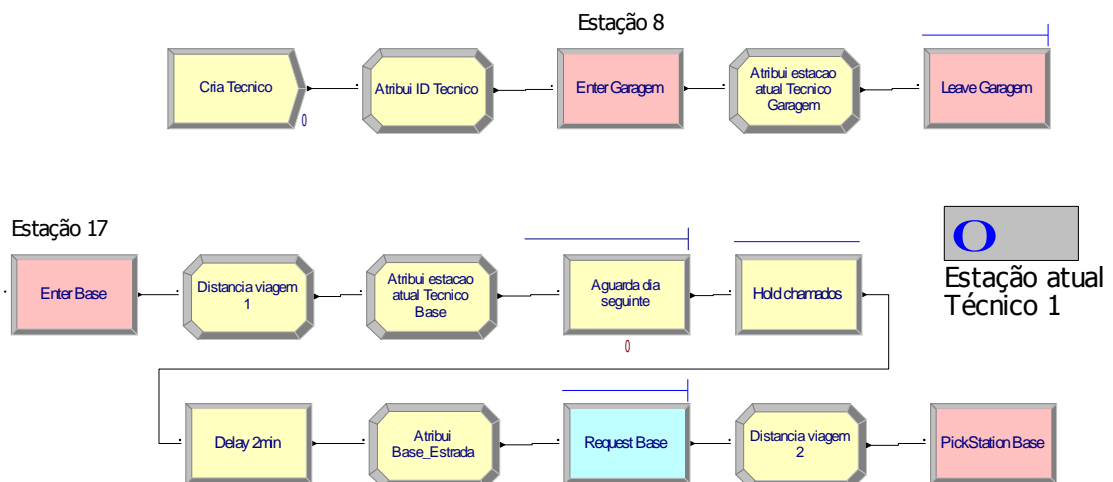 Estação 8
Cria Tecnico
0
Atribui ID Tecnico
Enter Garagem
Atribui estacao
atual Tecnico
Garagem
Leave Garagem
Estação 17
Enter Base
Distancia viagem
1
Atribui estacao
atual Tecnico
Base
Aguarda dia
seguinte
0
Hold chamados
0
Estação atual
Técnico 1
Delay 2min
Atribui
Base_Estrada
Request Base
Distancia viagem
2
PickStation Base